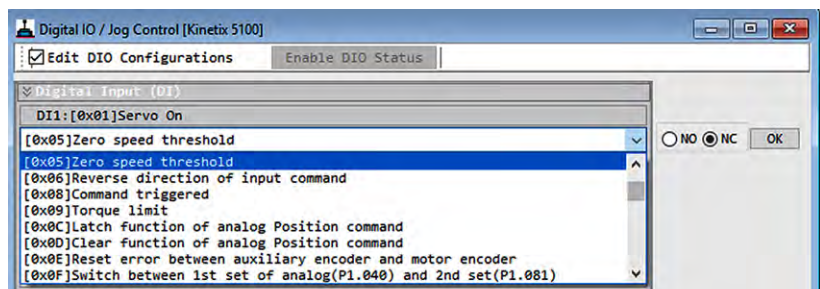 Digital IO / Jog Control [Kinetix 5100]
Edit DIO Configurations Enable DIO Status
Digital Input (DI)
DI1:[0x01]Servo On
[0x05]Zero speed threshold NO NC OK
[0x05]Zero speed threshold
[0x06]Reverse direction of input command
[0x08]Command triggered
[0x09]Torque limit
[0x0C]Latch function of analog Position command
[0x0D]Clear function of analog Position command
[0x0E]Reset error between auxiliary encoder and motor encoder
[0x0F]Switch between 1st set of analog(P1.040) and 2nd set(P1.081)